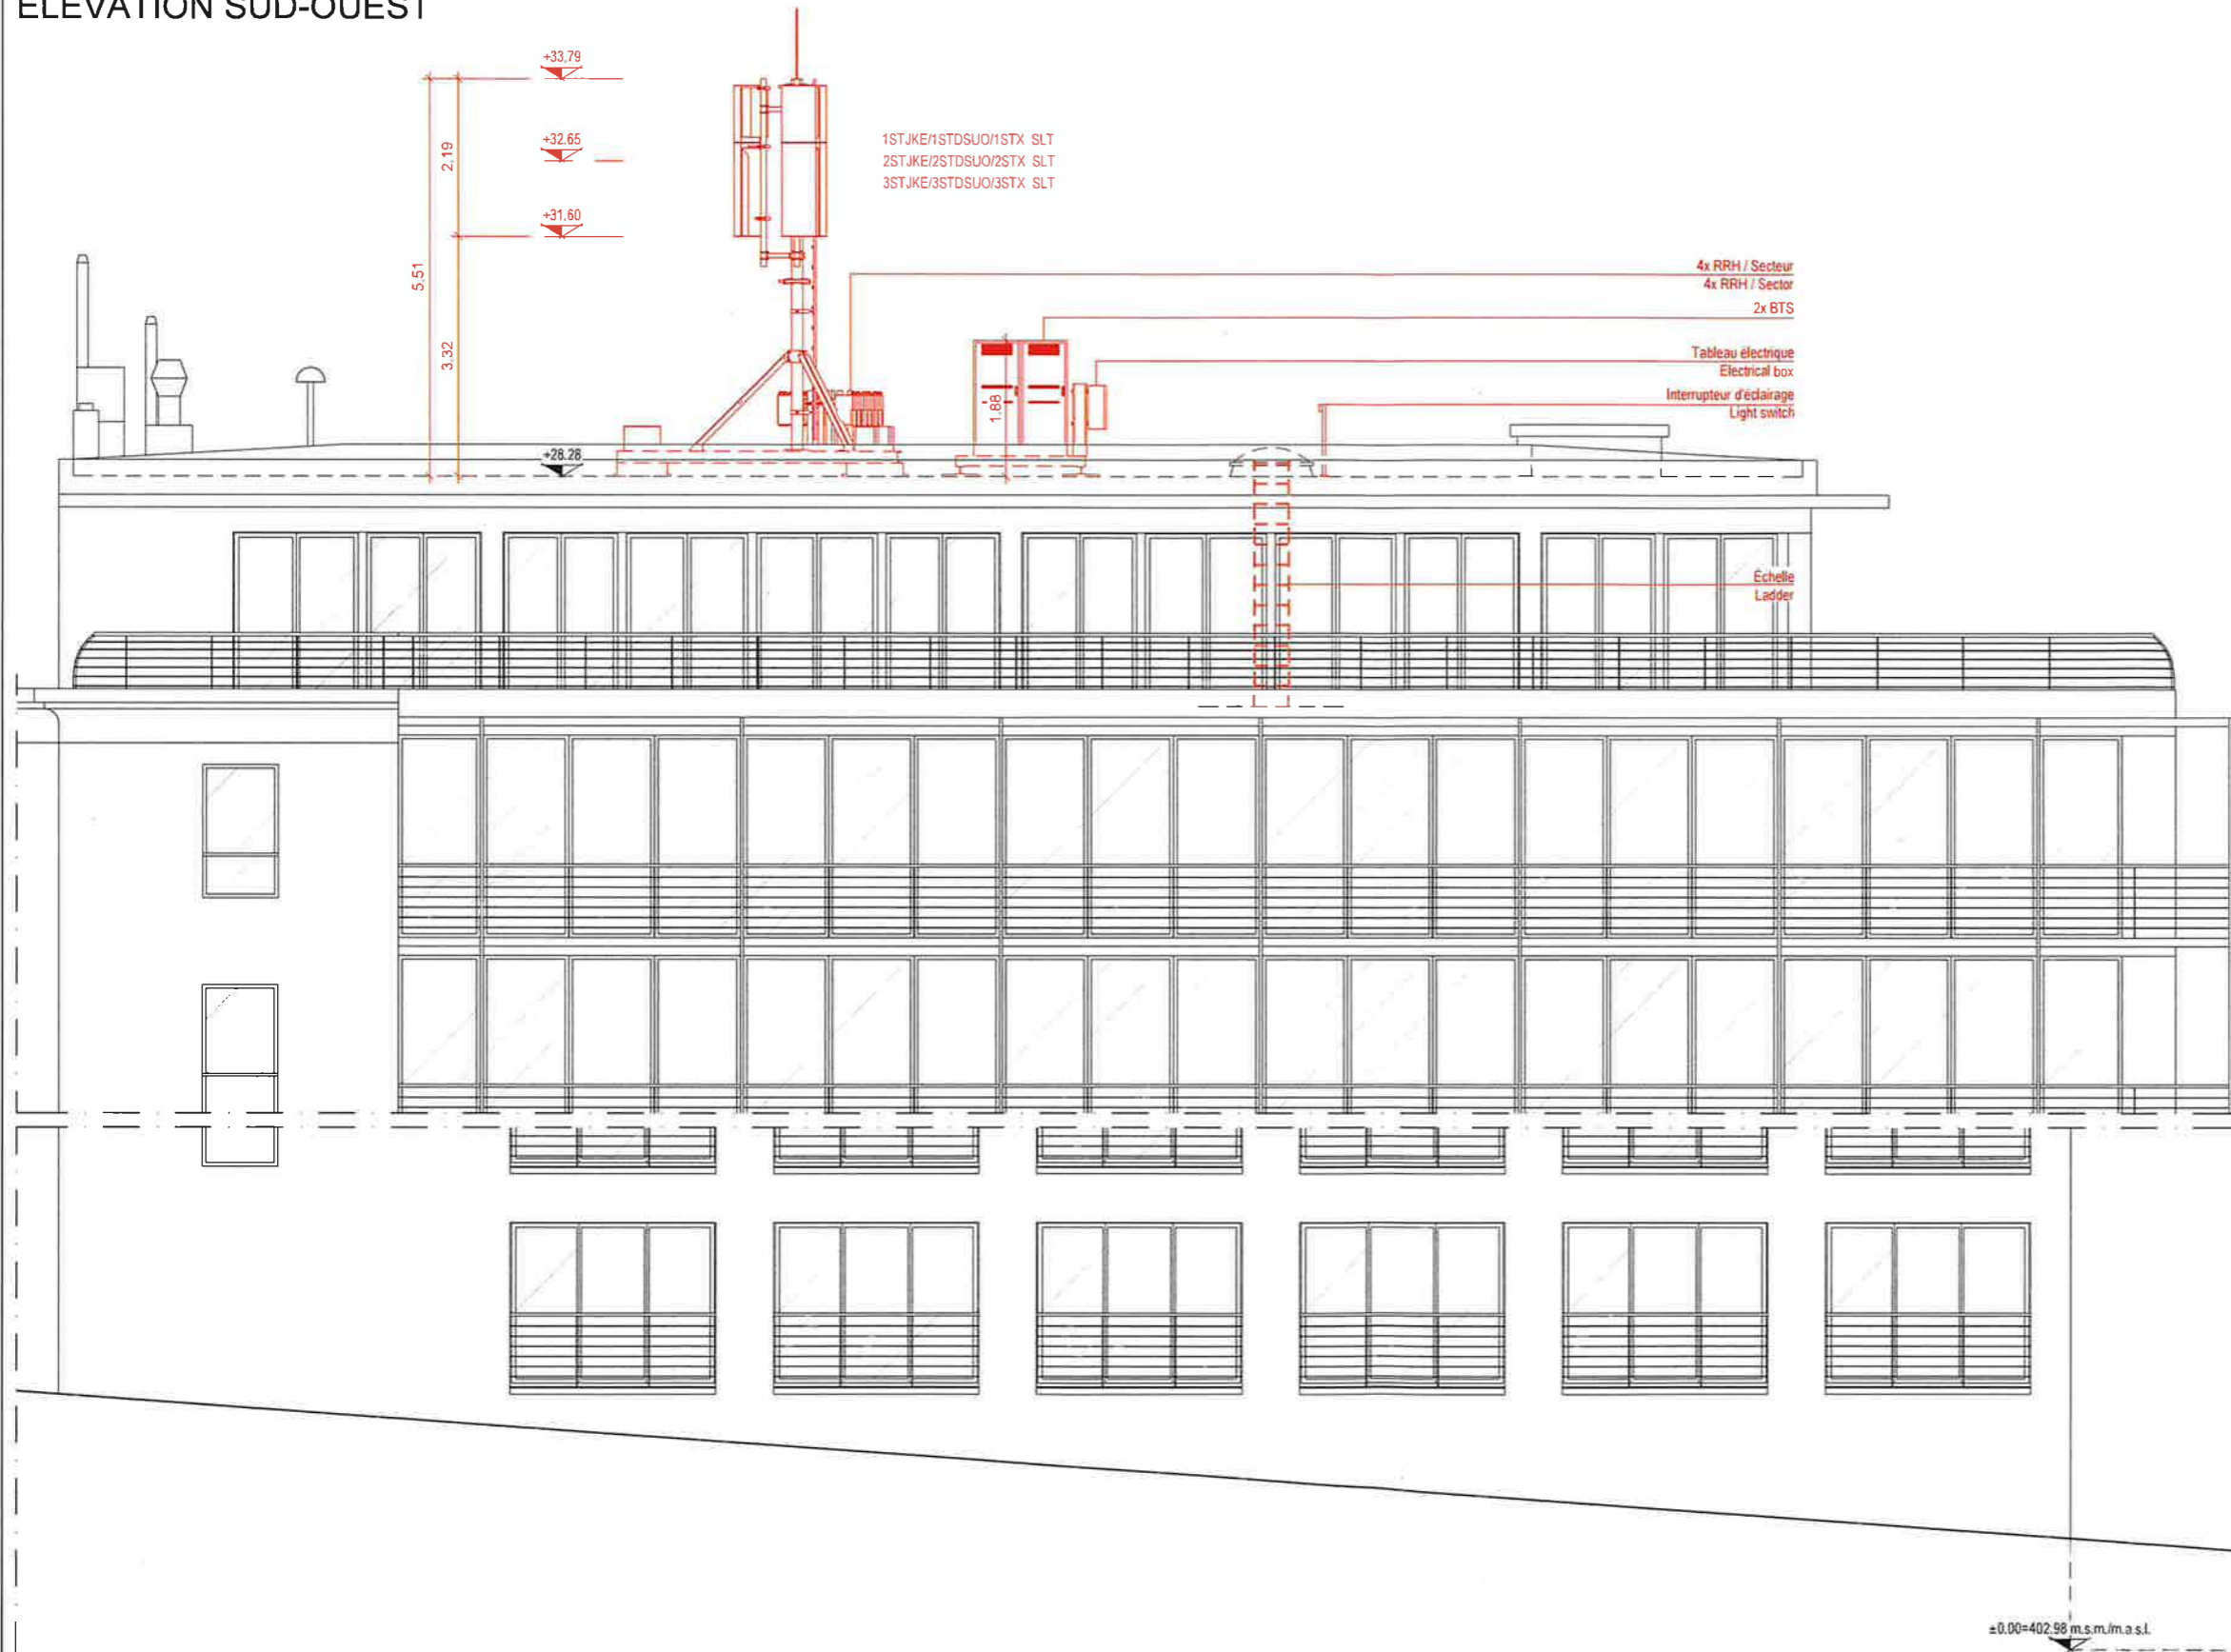 ELEVATION SUD-OUEST
+33,79
+32.65
+31,60
2,19
5,51
3,32
1STJKE/1STDSUO/1STX SLT
2STJKE/2STDSUO/2STX SLT
3STJKE/3STDSUO/3STX SLT
4x RRH / Secteur
4x RRH / Sector
2x BTS
Tableau électrique
Electrical box
Interrupteur d'éclairage
Light switch
1,88
+28.28
Échelle
Ladder
±0.00=402.98 m.s.m./m.a.s.l.